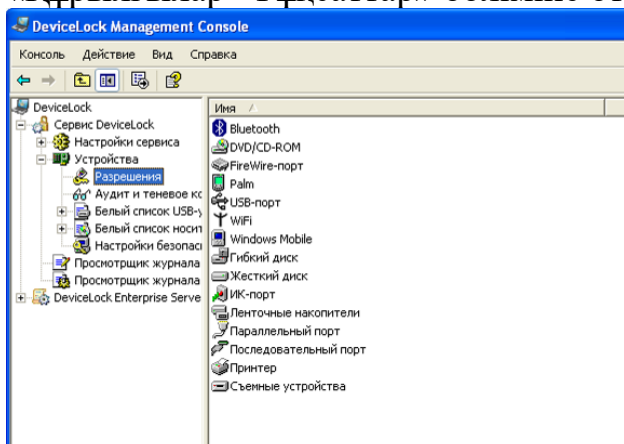 DeviceLock Management Console
Консоль Действие Вид Справка
DeviceLock
Сервис DeviceLock
Настройки сервиса
Устройства
Разрешения
Аудит и теневое кс
Белый список USB-у
Белый список носит
Настройки безопасі
Просмотрщик журнала
Просмотрщик журнала
DeviceLock Enterprise Serve
Имя
Bluetooth
DVD/CD-ROM
FireWire-порт
Palm
USB-порт
WiFi
Windows Mobile
Гибкий диск
Жесткий диск
ИК-порт
Ленточные накопители
Параллельный порт
Последовательный порт
Принтер
Съемные устройства